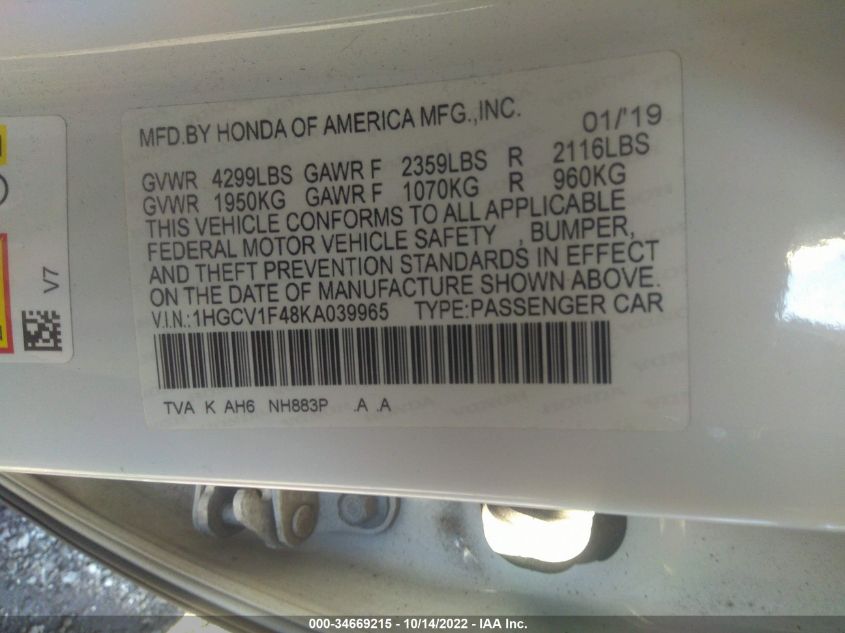 MFD.BY HONDA OF AMERICA MFG.,INC. 01/'19
GVWR 4299LBS GAWR F 2359LBS R 2116LBS
GVWR 1950KG GAWR F 1070KG R 960KG
THIS VEHICLE CONFORMS TO ALL APPLICABLE
FEDERAL MOTOR VEHICLE SAFETY , BUMPER,
AND THEFT PREVENTION STANDARDS IN EFFECT
ON THE DATE OF MANUFACTURE SHOWN ABOVE.
V.I.N.:1HGCV1F48KA039965 TYPE:PASSENGER CAR
TVA K AH6 NH883P .A .A
V7
000-34669215 - 10/14/2022 - IAA Inc.